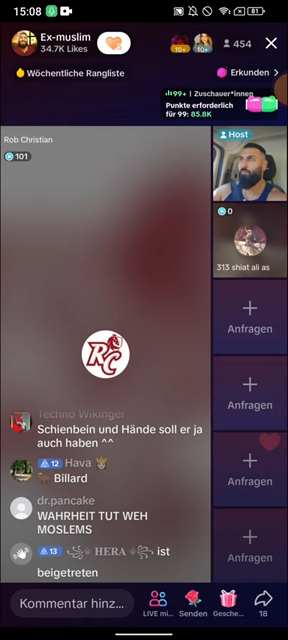 15:08
81
Ex-muslim
34.7K Likes
10+
10+
454
Wöchentliche Rangliste
Erkunden
99+ | Zuschauer*innen
Punkte erforderlich
für 99: 85.8K
Rob Christian
101
Host
0
313 shiat ali as
RC
Anfragen
Anfragen
Anfragen
Anfragen
Techno Wikinger
Schienbein und Hände soll er ja
auch haben ^^
12 Hava
Billard
dr.pancake
WAHRHEIT TUT WEH
MOSLEMS
13 HERA ist
beigetreten
Kommentar hinz...
LIVE mi...
Senden
Gesche...
18